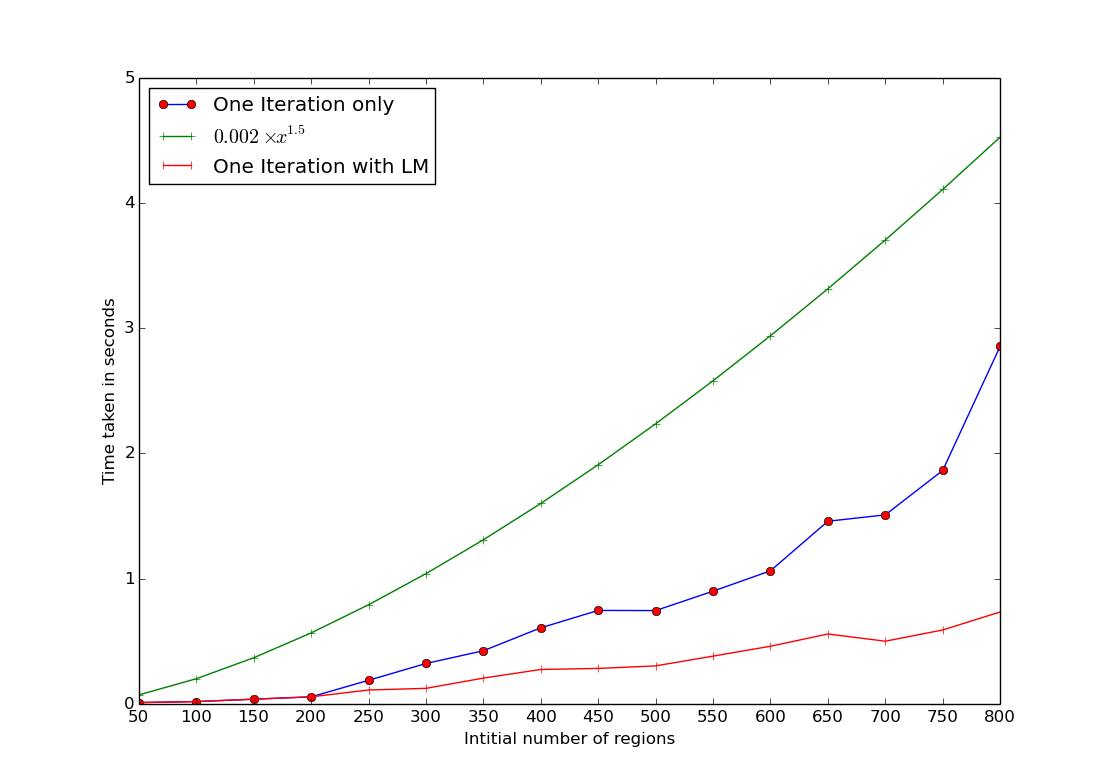 One Iteration only
0.002 × x^1.5
One Iteration with LM
5
4
3
2
1
0
Time taken in seconds
50 100 150 200 250 300 350 400 450 500 550 600 650 700 750 800
Intitial number of regions